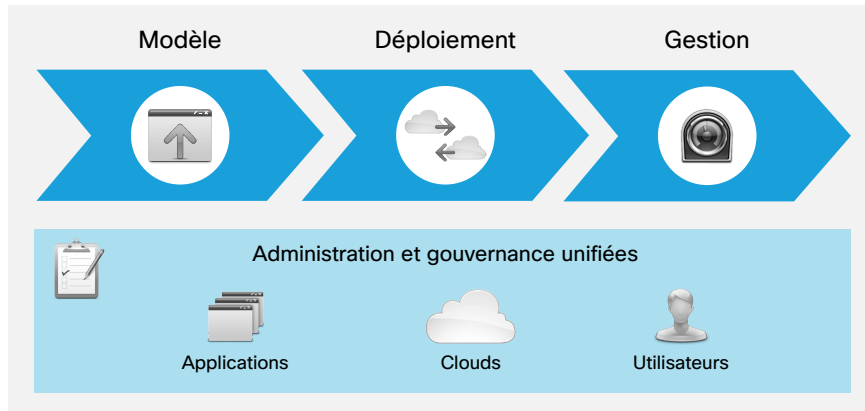 Modèle
Déploiement
Gestion
Administration et gouvernance unifiées
Applications
Clouds
Utilisateurs